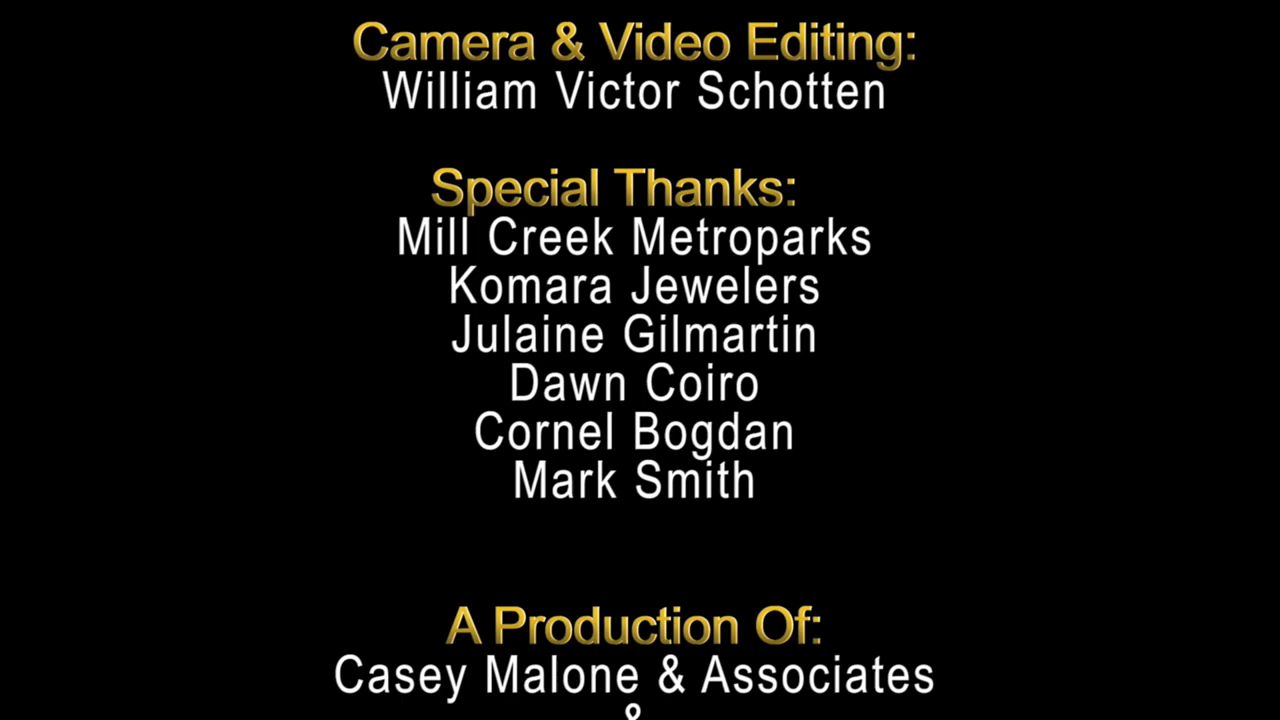 Camera & Video Editing:
William Victor Schotten
Special Thanks:
Mill Creek Metroparks
Komara Jewelers
Julaine Gilmartin
Dawn Coiro
Cornel Bogdan
Mark Smith
A Production Of:
Casey Malone & Associates
&